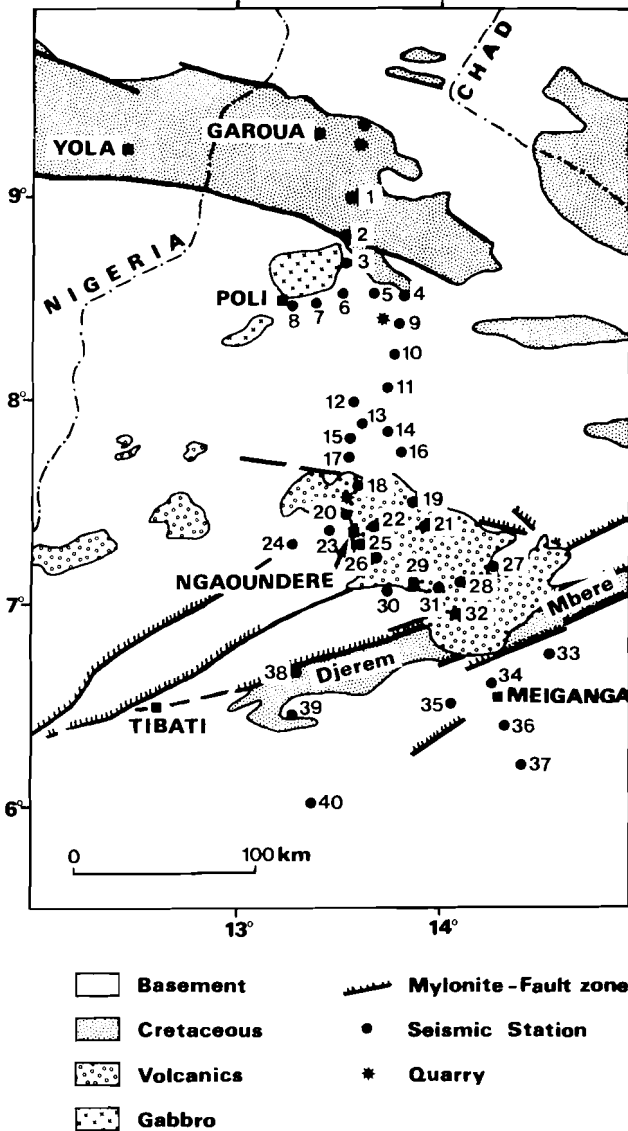 CHAD
GAROUA
YOLA
9°
1
2
NIGERIA
3
POLI
8
7
6
5
4
9
10
8°
11
12
13
14
15
16
17
18
19
20
22
21
24
23
25
26
NGAOUNDERE
29
27
28
7°
30
31
32
Mbere
33
Djerem
38
34
MEIGANGA
35
TIBATI
39
36
37
6°
40
0 100 km
13° 14°
Basement
Cretaceous
Volcanics
Gabbro
Mylonite-Fault zone
Seismic Station
Quarry